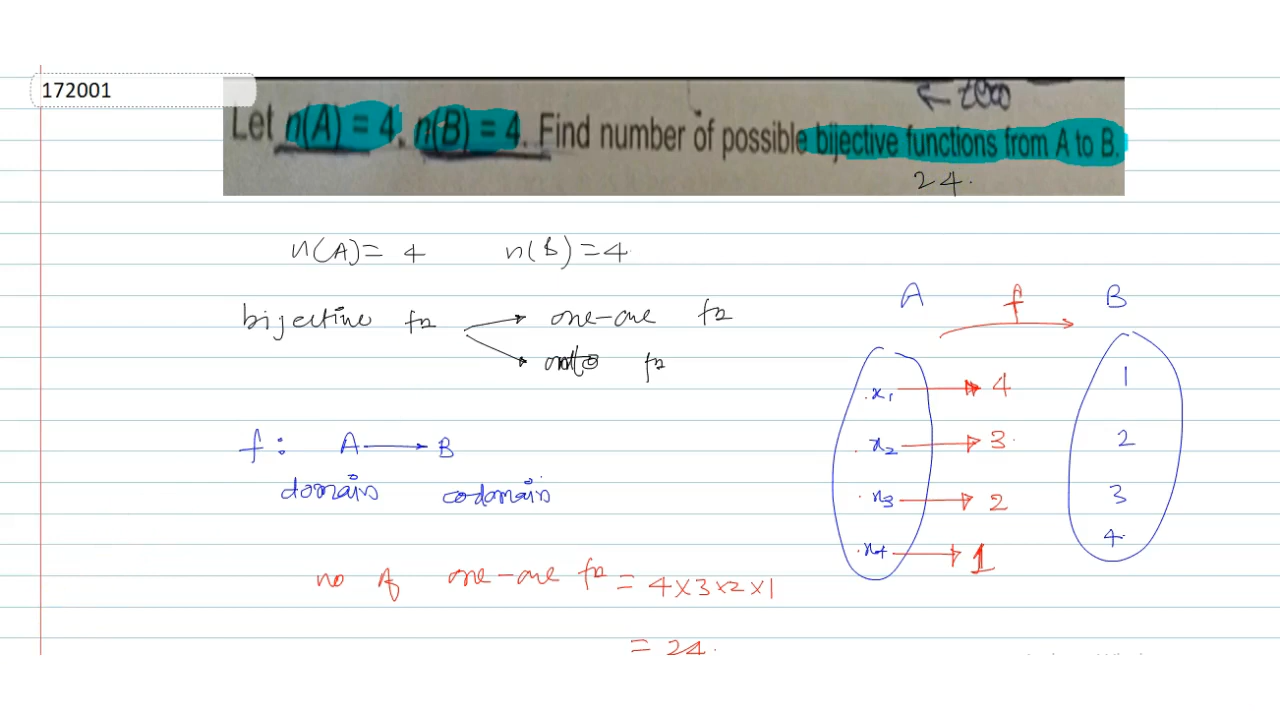 172001
← zero
Let n(A) = 4, n(B) = 4. Find number of possible bijective functions from A to B.
24.
n(A) = 4 n(B) = 4
bijective fn → one-one fn
→ onto fn
A f B
x1 → 4 1
x2 → 3 2
x3 → 2 3
x4 → 1 4
f : A → B
domain codomain
no of one-one fn = 4×3×2×1
= 24.